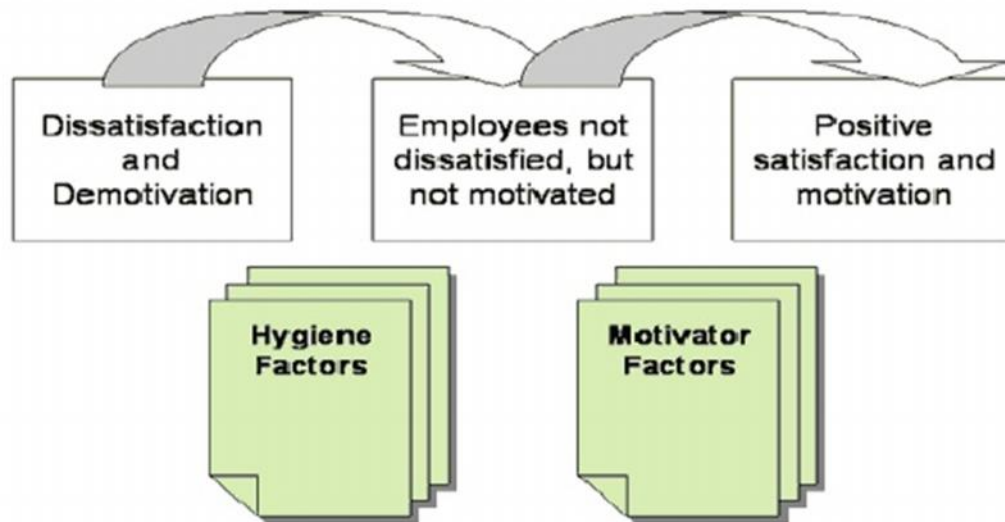 Dissatisfaction
and
Demotivation
Employees not
dissatisfied, but
not motivated
Positive
satisfaction and
motivation
Hygiene
Factors
Motivator
Factors